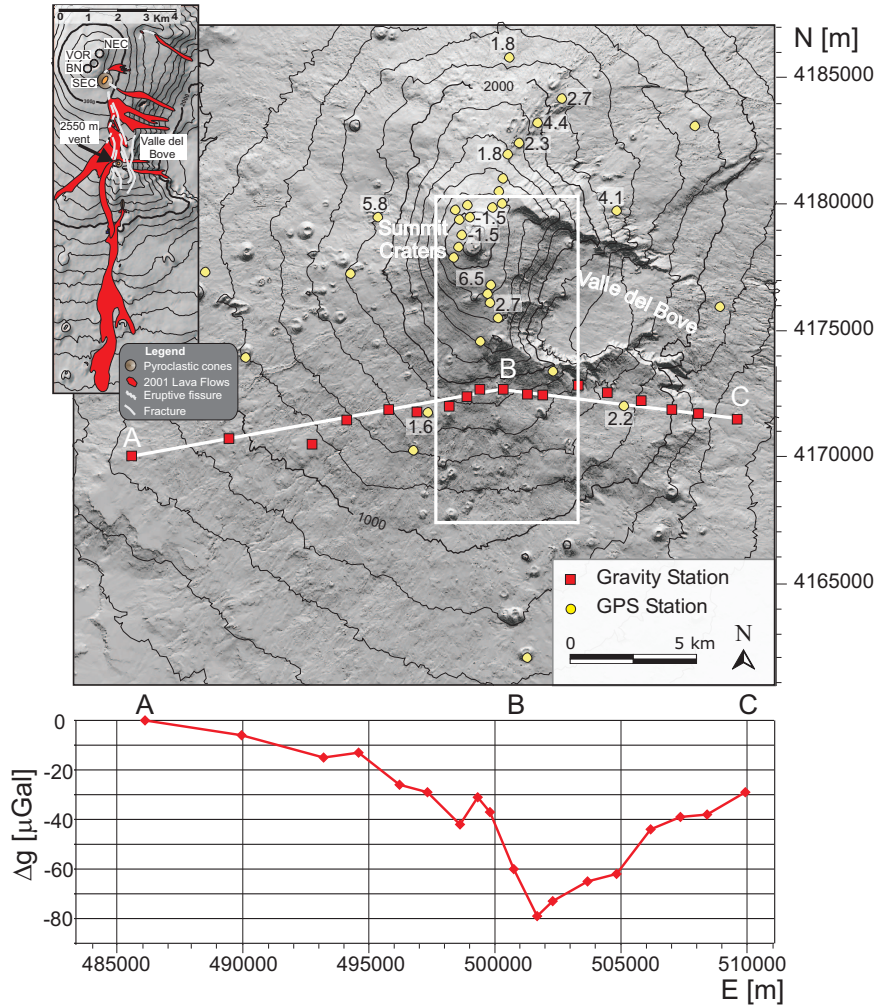 0 1 2 3 4
Km
NEC
VOR
BN
SEC
2550 m
vent
Valle
del
Bove
Legend
Pyroclastic cones
2001 Lava Flows
Eruptive fissure
Fracture
N [m]
4185000
4180000
4175000
4170000
4165000
1.8
2000
2.7
4.4
2.3
1.8
5.8
4.1
-1.5
-1.5
Summit
Craters
6.5
2.7
Valle del Bove
B
C
A
1.6
2.2
1000
Gravity Station
GPS Station
0 5 km
N
A B C
0
-20
-40
-60
-80
Δg [μGal]
485000 490000 495000 500000 505000 510000
E [m]